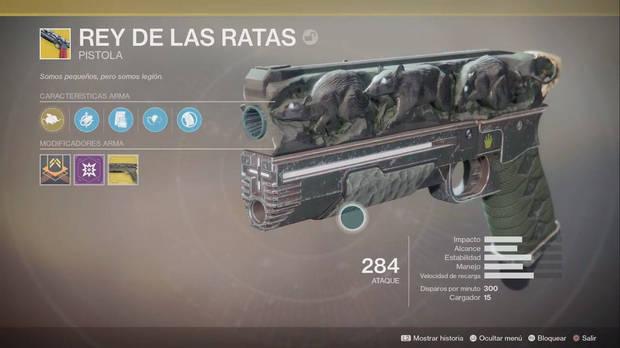 REY DE LAS RATAS
PISTOLA
Somos pequeños, pero somos legión.
CARACTERÍSTICAS ARMA
MODIFICADORES ARMA
284
ATAQUE
Impacto
Alcance
Estabilidad
Manejo
Velocidad de recarga
Disparos por minuto 300
Cargador 15
Mostrar historia Ocultar menú Bloquear Salir